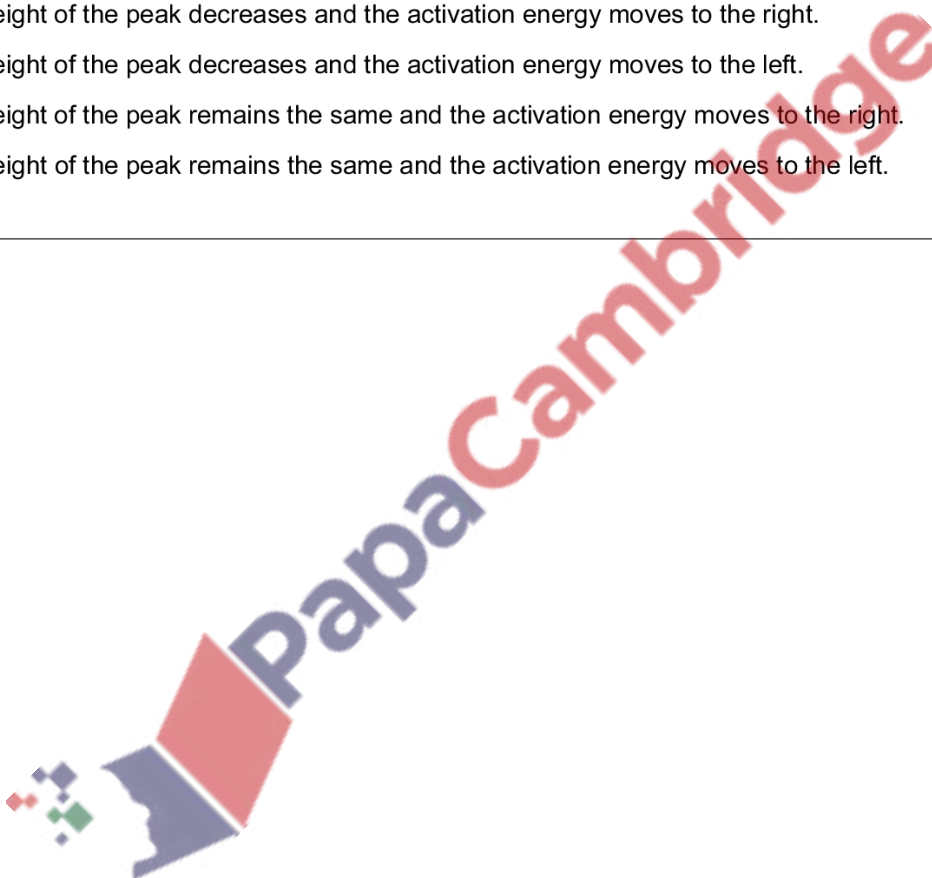 eight of the peak decreases and the activation energy moves to the right.
eight of the peak decreases and the activation energy moves to the left.
eight of the peak remains the same and the activation energy moves to the right.
eight of the peak remains the same and the activation energy moves to the left.
PapaCambridge